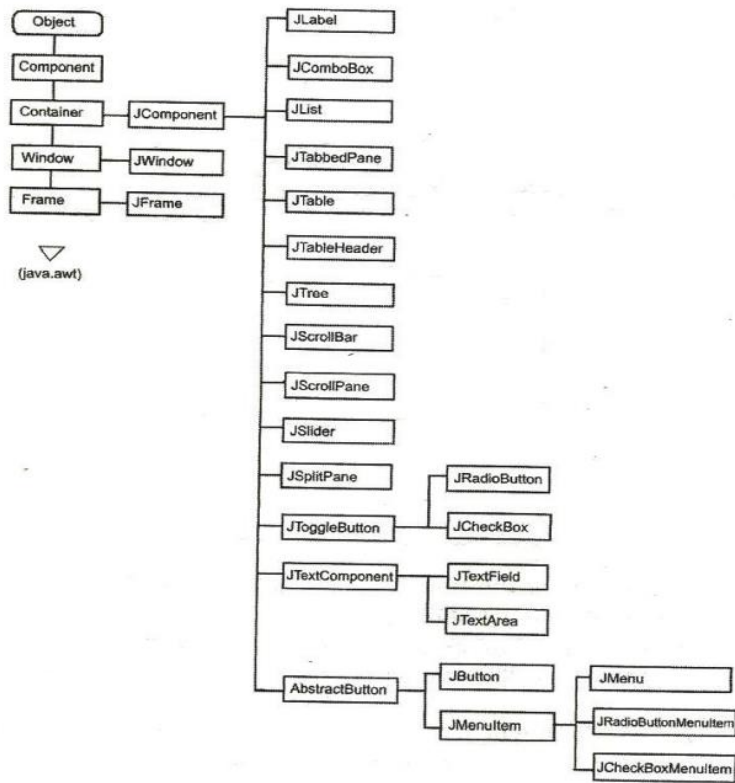 Object
Component
Container
JComponent
Window
JWindow
Frame
JFrame
(java.awt)
JLabel
JComboBox
JList
JTabbedPane
JTable
JTableHeader
JTree
JScrollBar
JScrollPane
JSlider
JSplitPane
JToggleButton
JRadioButton
JCheckBox
JTextComponent
JTextField
JTextArea
AbstractButton
JButton
JMenuItem
JMenu
JRadioButtonMenuItem
JCheckBoxMenuItem